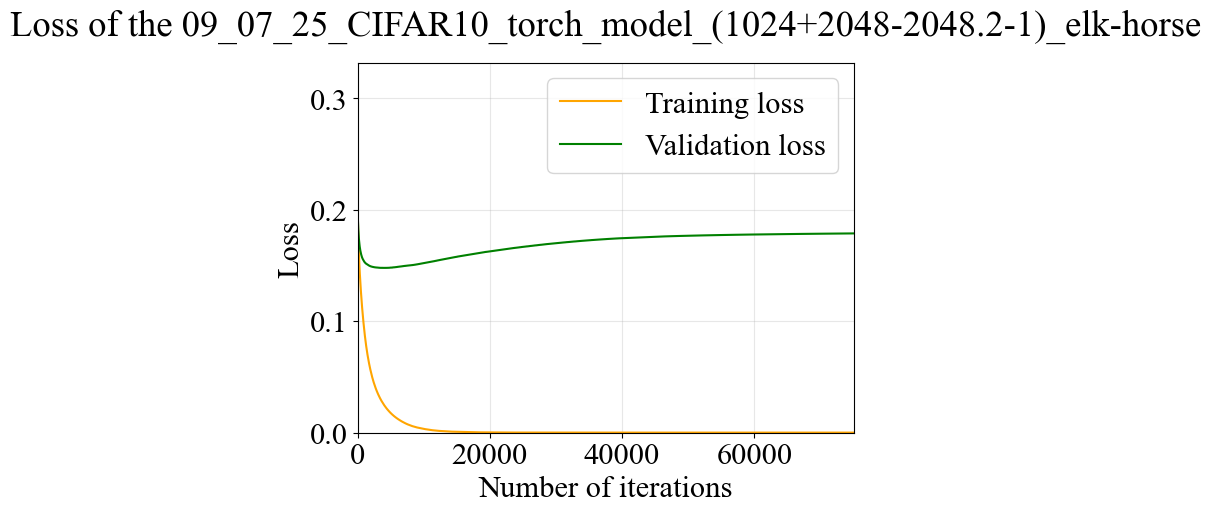 Loss of the 09_07_25_CIFAR10_torch_model_(1024+2048-2048.2-1)_elk-horse
Training loss
Validation loss
0.3
0.2
0.1
0.0
Loss
0 20000 40000 60000
Number of iterations